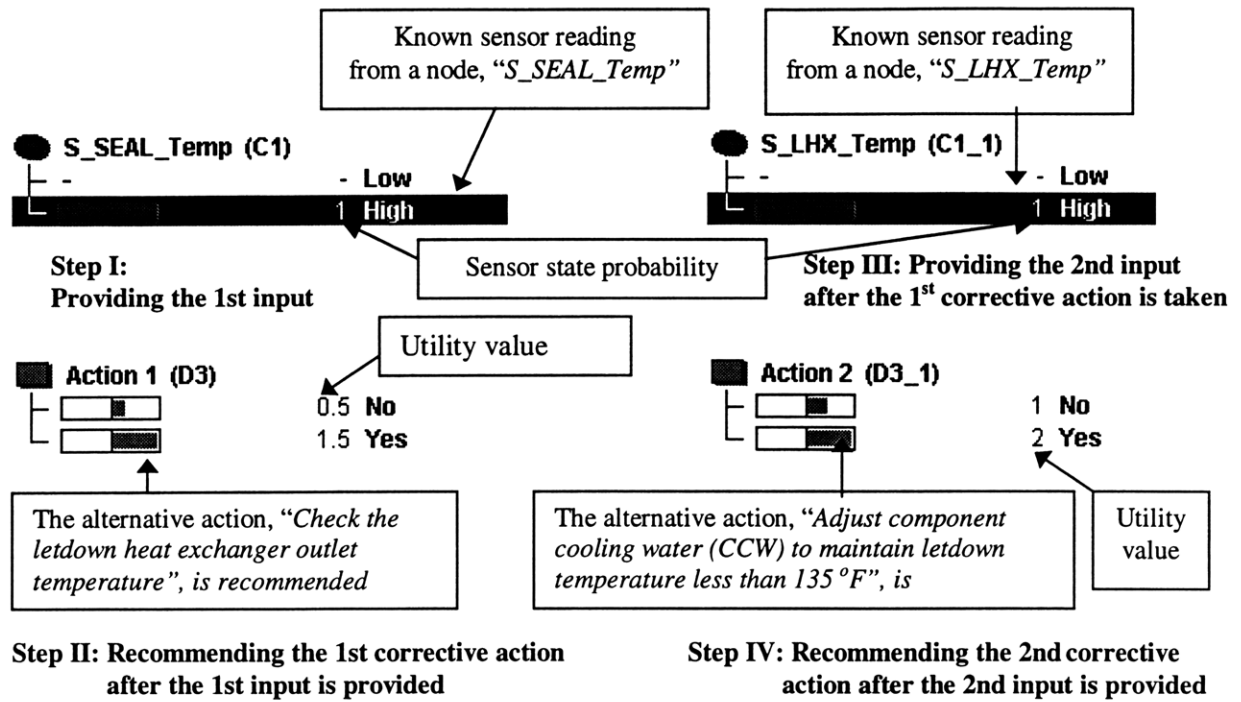 Known sensor reading
from a node, “S_SEAL_Temp”
Known sensor reading
from a node, “S_LHX_Temp”
S_SEAL_Temp (C1)
- - Low
1 High
S_LHX_Temp (C1_1)
- - Low
1 High
Sensor state probability
Step I:
Providing the 1st input
Step III: Providing the 2nd input
after the 1st corrective action is taken
Utility value
Action 1 (D3)
0.5 No
1.5 Yes
Action 2 (D3_1)
1 No
2 Yes
The alternative action, “Check the
letdown heat exchanger outlet
temperature”, is recommended
The alternative action, “Adjust component
cooling water (CCW) to maintain letdown
temperature less than 135 °F”, is
Utility
value
Step II: Recommending the 1st corrective action
after the 1st input is provided
Step IV: Recommending the 2nd corrective
action after the 2nd input is provided